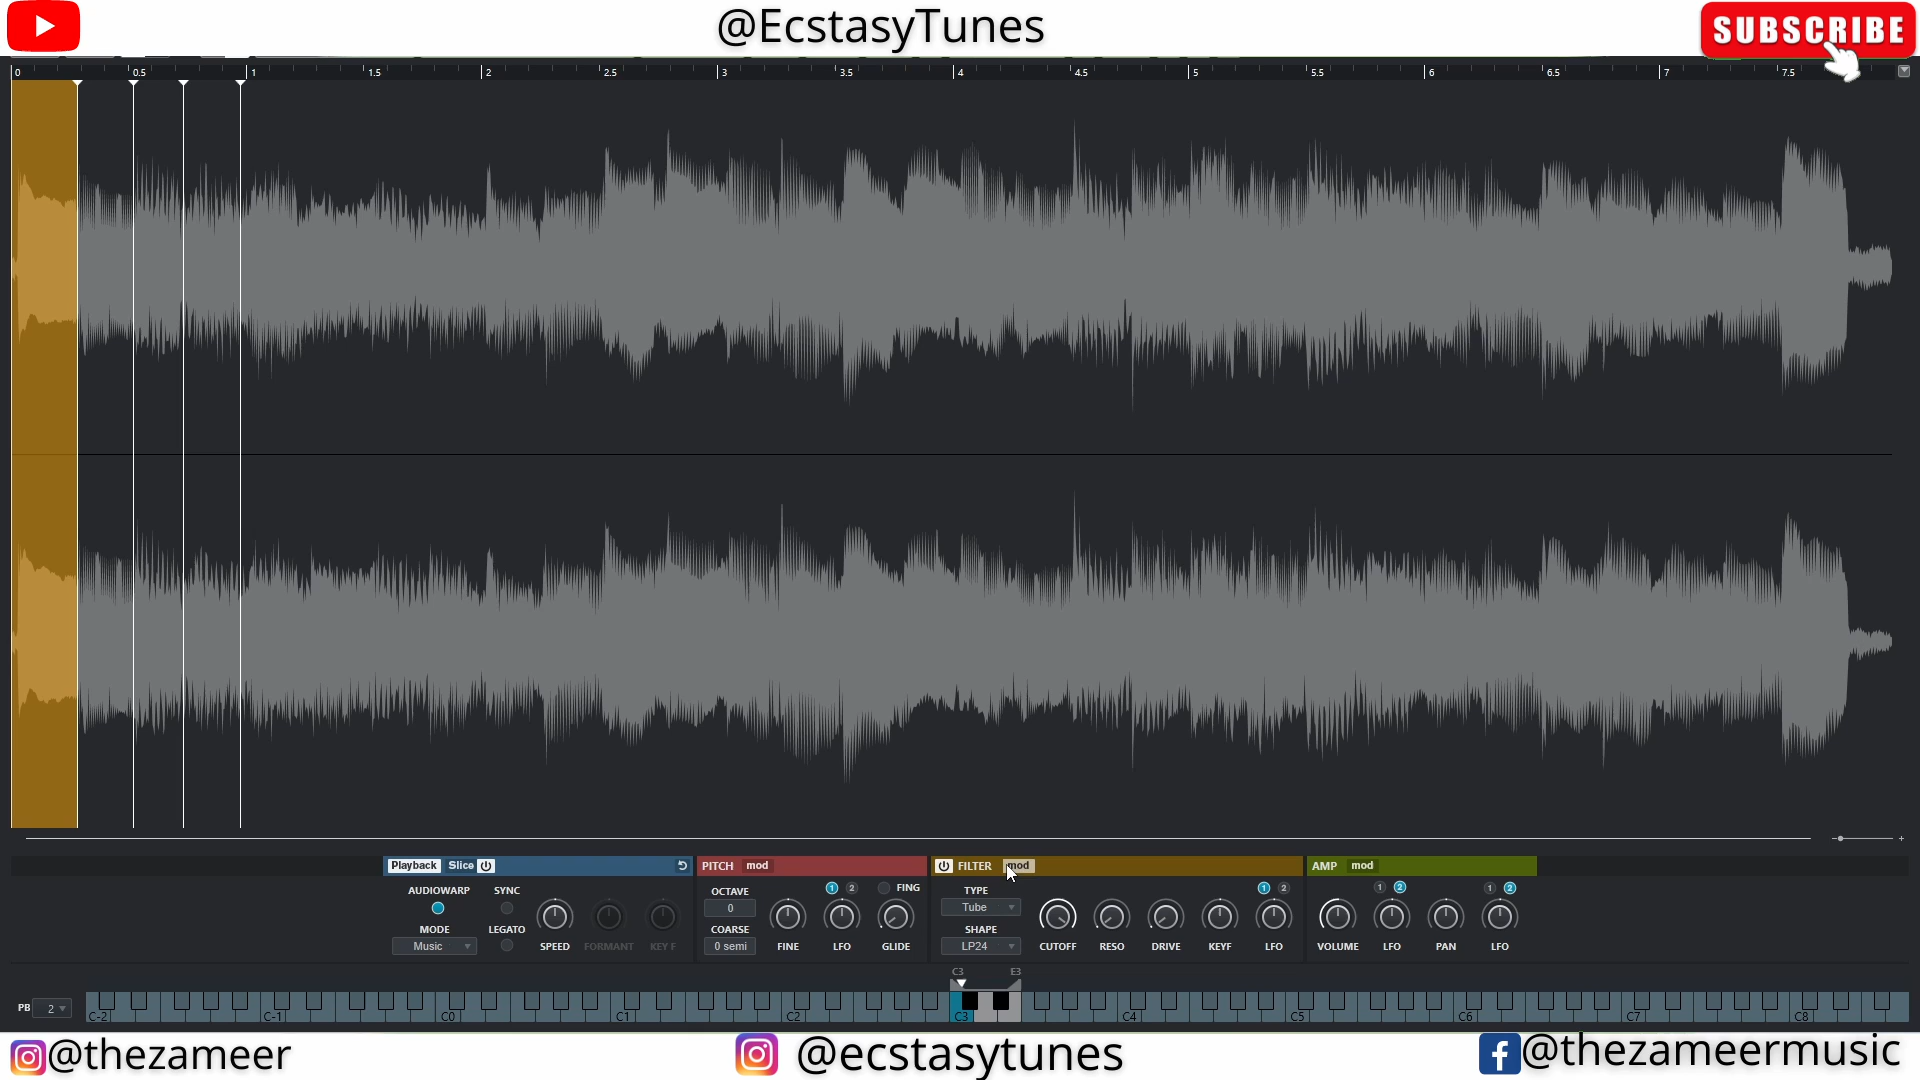 @EcstasyTunes
SUBSCRIBE
0 0.5 1 1.5 2 2.5 3 3.5 4 4.5 5 5.5 6 6.5 7 7.5
Playback Slice
PITCH mod
FILTER mod
AMP mod
AUDIOWARP SYNC
MODE LEGATO
Music
SPEED FORMANT KEY F
OCTAVE
0
COARSE
0 semi
1 2
FING
FINE LFO GLIDE
TYPE
Tube
SHAPE
LP24
1 2
CUTOFF RESO DRIVE KEYF LFO
1 2 1 2
VOLUME LFO PAN LFO
C3 E3
PB 2
C-2 C-1 C0 C1 C2 C3 C4 C5 C6 C7 C8
@thezameer
@ecstasytunes
@thezameermusic